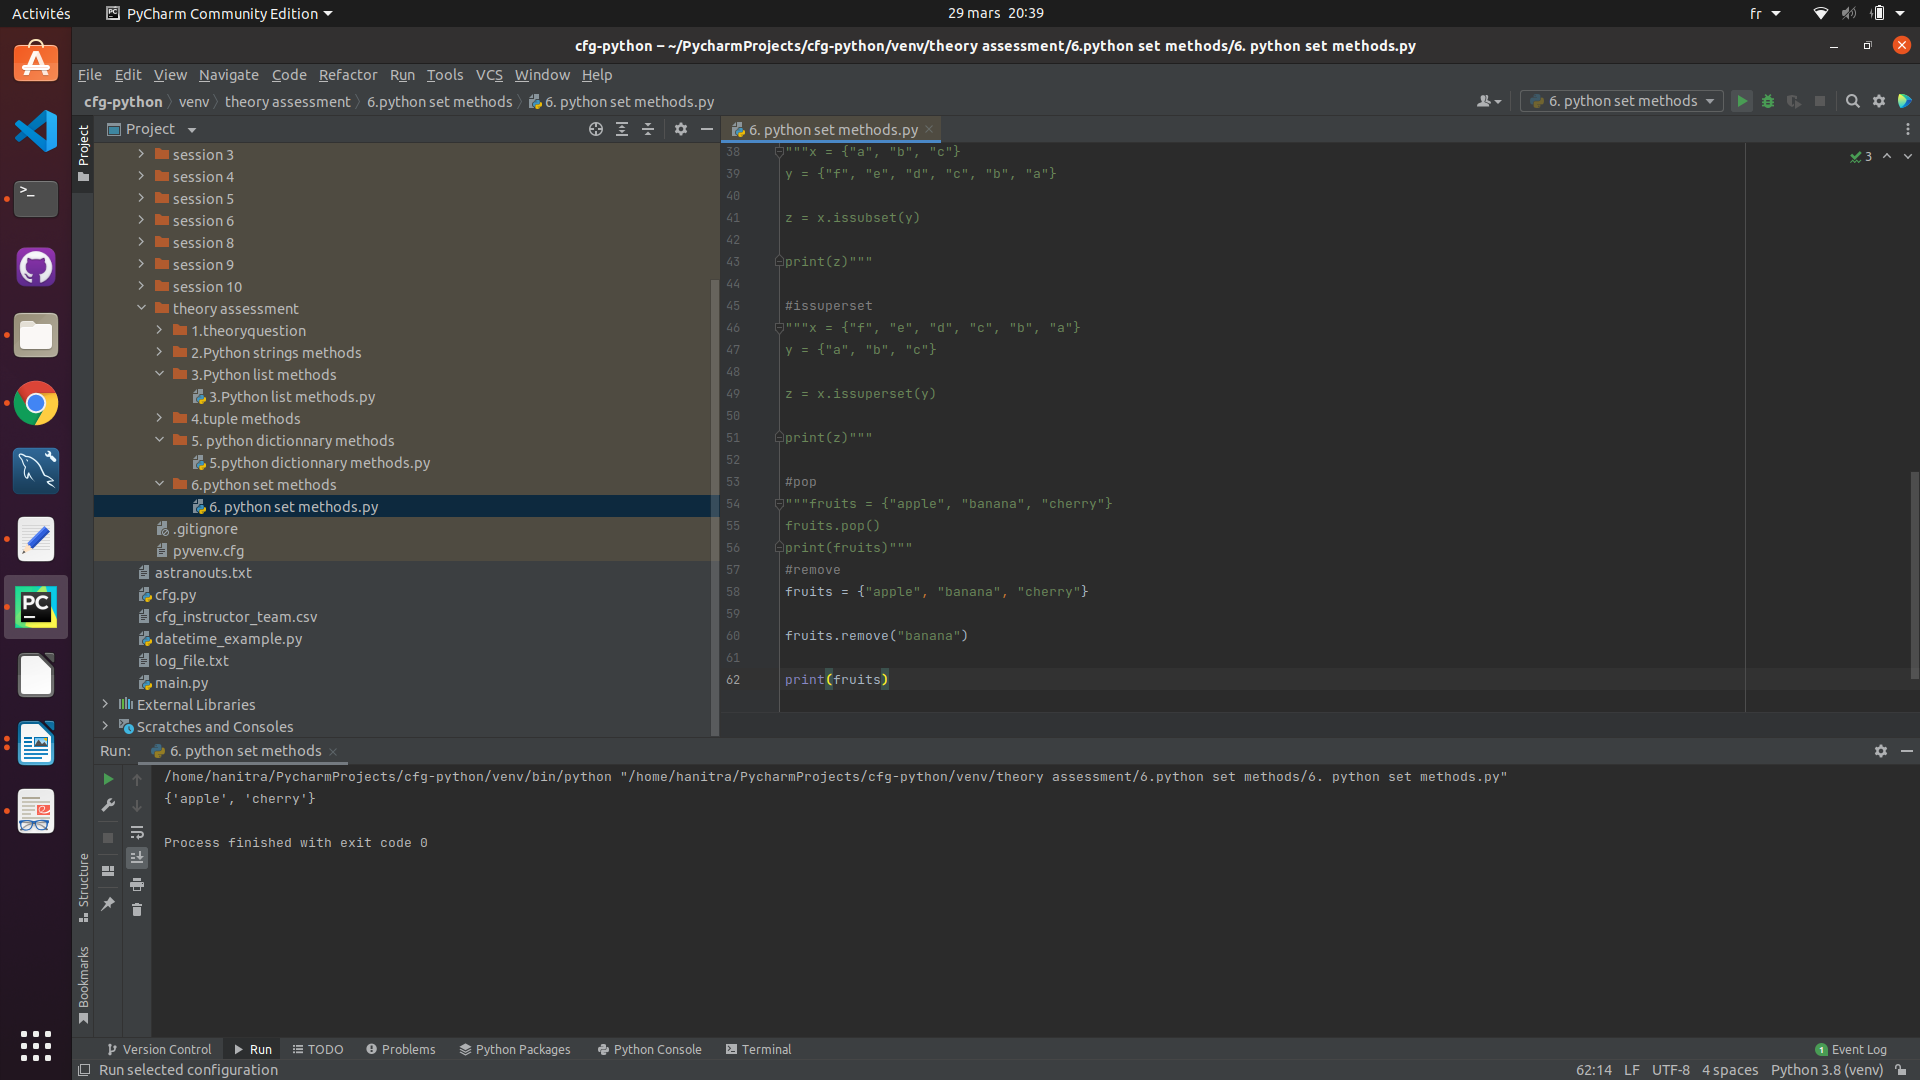 Activités
PyCharm Community Edition
29 mars 20:39
fr
cfg-python – ~/PycharmProjects/cfg-python/venv/theory assessment/6.python set methods/6. python set methods.py
File Edit View Navigate Code Refactor Run Tools VCS Window Help
cfg-python venv theory assessment 6.python set methods 6. python set methods.py
6. python set methods
Project
Project
session 3
session 4
session 5
session 6
session 8
session 9
session 10
theory assessment
1.theoryquestion
2.Python strings methods
3.Python list methods
3.Python list methods.py
4.tuple methods
5. python dictionnary methods
5.python dictionnary methods.py
6.python set methods
6. python set methods.py
.gitignore
pyvenv.cfg
astranouts.txt
cfg.py
cfg_instructor_team.csv
datetime_example.py
log_file.txt
main.py
External Libraries
Scratches and Consoles
6. python set methods.py
3
38 """x = {"a", "b", "c"}
39 y = {"f", "e", "d", "c", "b", "a"}
40
41 z = x.issubset(y)
42
43 print(z)"""
44
45 #issuperset
46 """x = {"f", "e", "d", "c", "b", "a"}
47 y = {"a", "b", "c"}
48
49 z = x.issuperset(y)
50
51 print(z)"""
52
53 #pop
54 """fruits = {"apple", "banana", "cherry"}
55 fruits.pop()
56 print(fruits)"""
57 #remove
58 fruits = {"apple", "banana", "cherry"}
59
60 fruits.remove("banana")
61
62 print(fruits)
Run: 6. python set methods
/home/hanitra/PycharmProjects/cfg-python/venv/bin/python "/home/hanitra/PycharmProjects/cfg-python/venv/theory assessment/6.python set methods/6. python set methods.py"
{'apple', 'cherry'}
Process finished with exit code 0
Structure
Bookmarks
Version Control Run TODO Problems Python Packages Python Console Terminal
1 Event Log
Run selected configuration
62:14 LF UTF-8 4 spaces Python 3.8 (venv)
PC